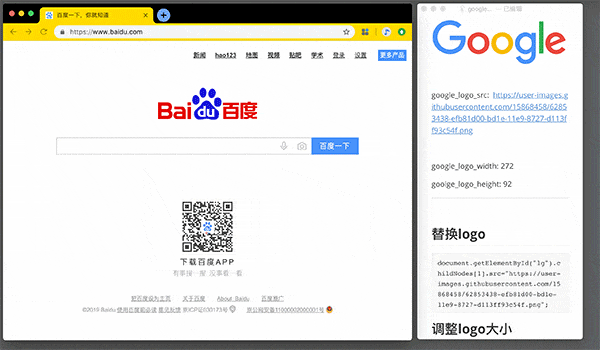 百度一下，你就知道
https://www.baidu.com
新闻 hao123 地图 视频 贴吧 学术 登录 设置 更多产品
Bai du 百度
百度一下
下载百度APP
有事搜一搜 没事看一看
把百度设为主页 关于百度 About Baidu 百度推广
©2019 Baidu 使用百度前必读 意见反馈 京ICP证030173号
京公网安备11000002000001号
google... — 已编辑
Google
google_logo_src: https://user-images.g
ithubusercontent.com/15868458/6285
3438-efb81d00-bd1e-11e9-8727-d113f
f93c54f.png
google_logo_width: 272
google_logo_height: 92
替换logo
document.getElementById("lg").c
hildNodes[1].src="https://user-
images.githubusercontent.com/15
868458/62853438-efb81d00-bd1e-
11e9-8727-d113ff93c54f.png";
调整logo大小